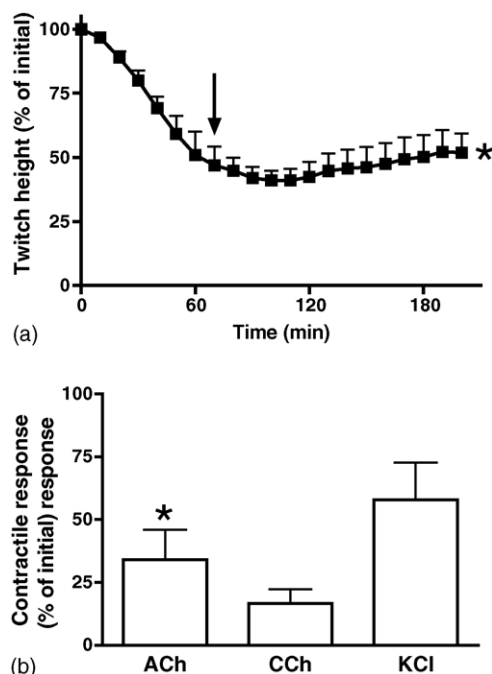 100
75
50
25
0
Twitch height (% of initial)
*
0 60 120 180
Time (min)
(a)
100
75
50
25
0
Contractile response
(% of initial) response
*
ACh CCh KCl
(b)